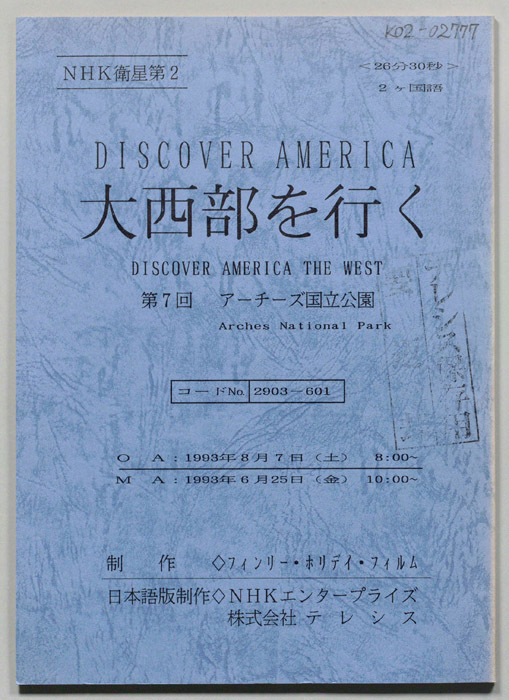 K02-02777
NHK衛星第2
<26分30秒>
2ヶ国語
DISCOVER AMERICA
大西部を行く
DISCOVER AMERICA THE WEST
第7回 アーチーズ国立公園
Arches National Park
コードNo. 2903-601
O A:1993年8月7日(土) 8:00~
M A:1993年6月25日(金) 10:00~
制 作 ◇フィンリー・ホリデイ・フィルム
日本語版制作◇NHKエンタープライズ
株式会社テレシス